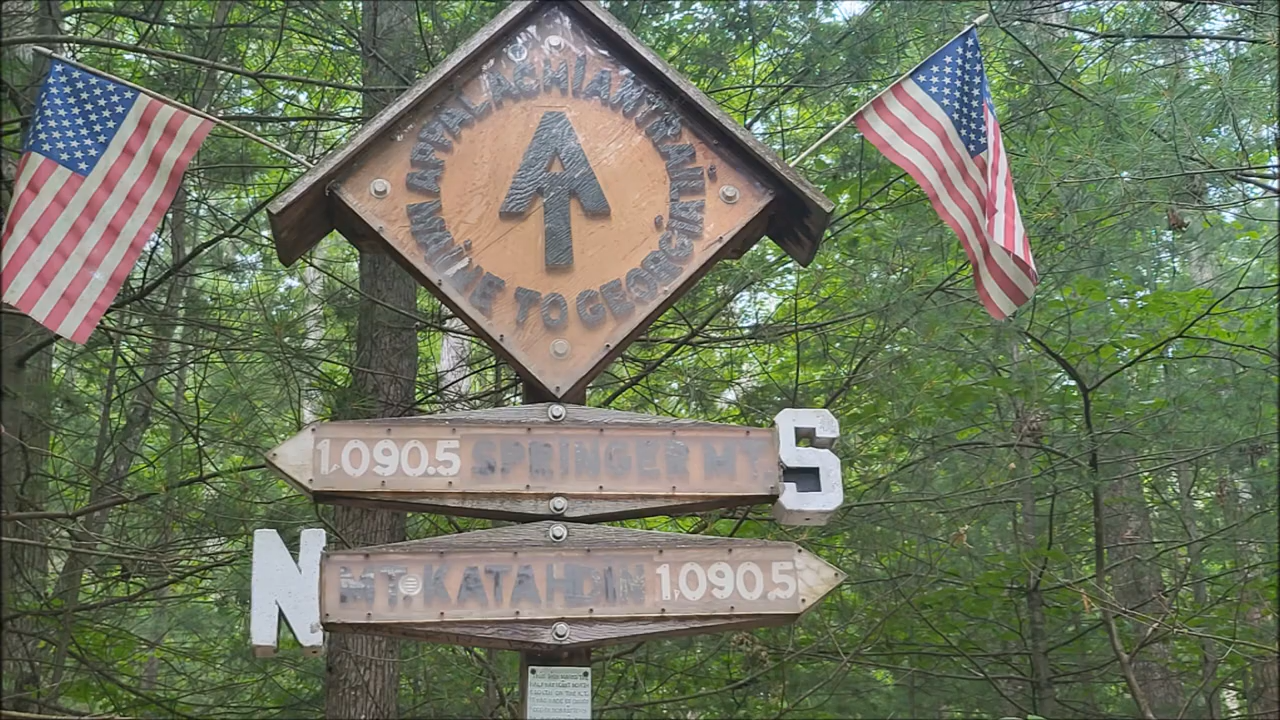 APPALACHIAN TRAIL
MAINE TO GEORGIA
1,090.5 SPRINGER MT. S
N MT. KATAHDIN 1,090.5